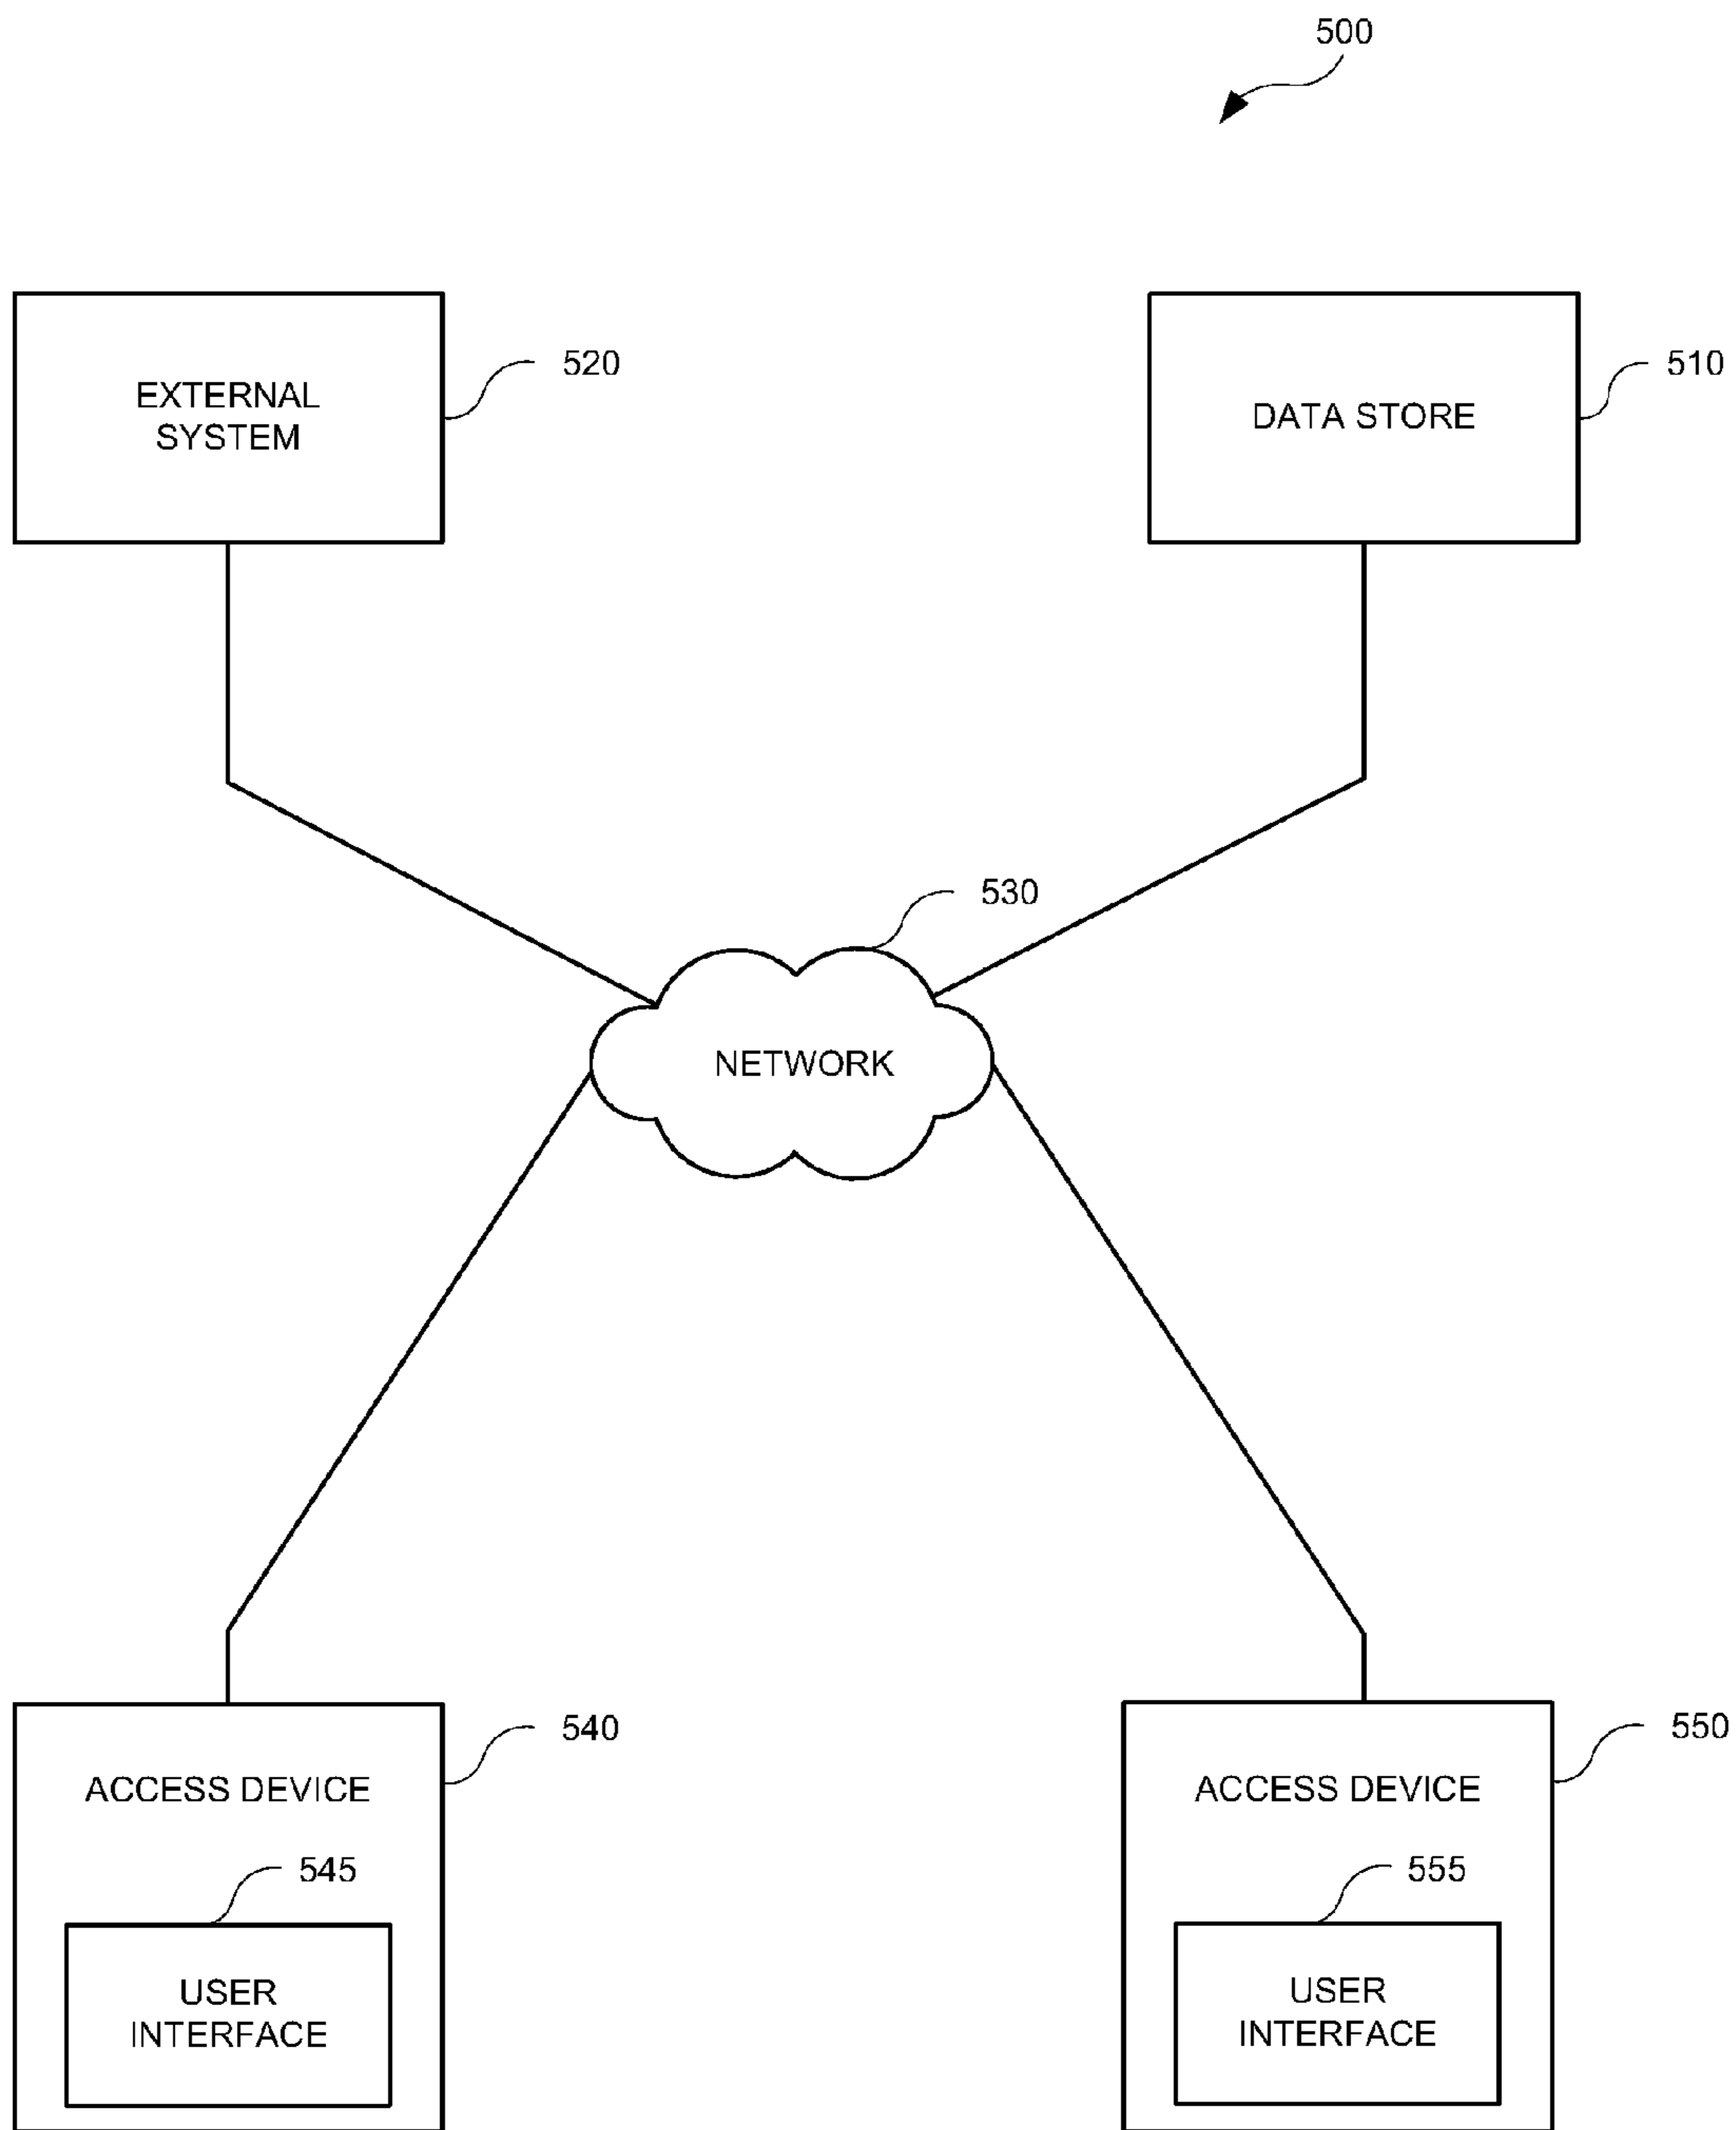 500
EXTERNAL
SYSTEM
520
DATA STORE
510
530
NETWORK
ACCESS DEVICE
540
545
USER
INTERFACE
ACCESS DEVICE
550
555
USER
INTERFACE